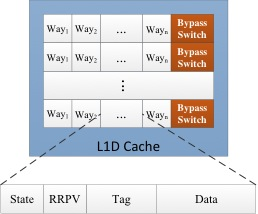 Way1 Way2 ... Wayn Bypass Switch
Way1 Way2 ... Wayn Bypass Switch
⋮
Way1 Way2 ... Wayn Bypass Switch
L1D Cache
State RRPV Tag Data